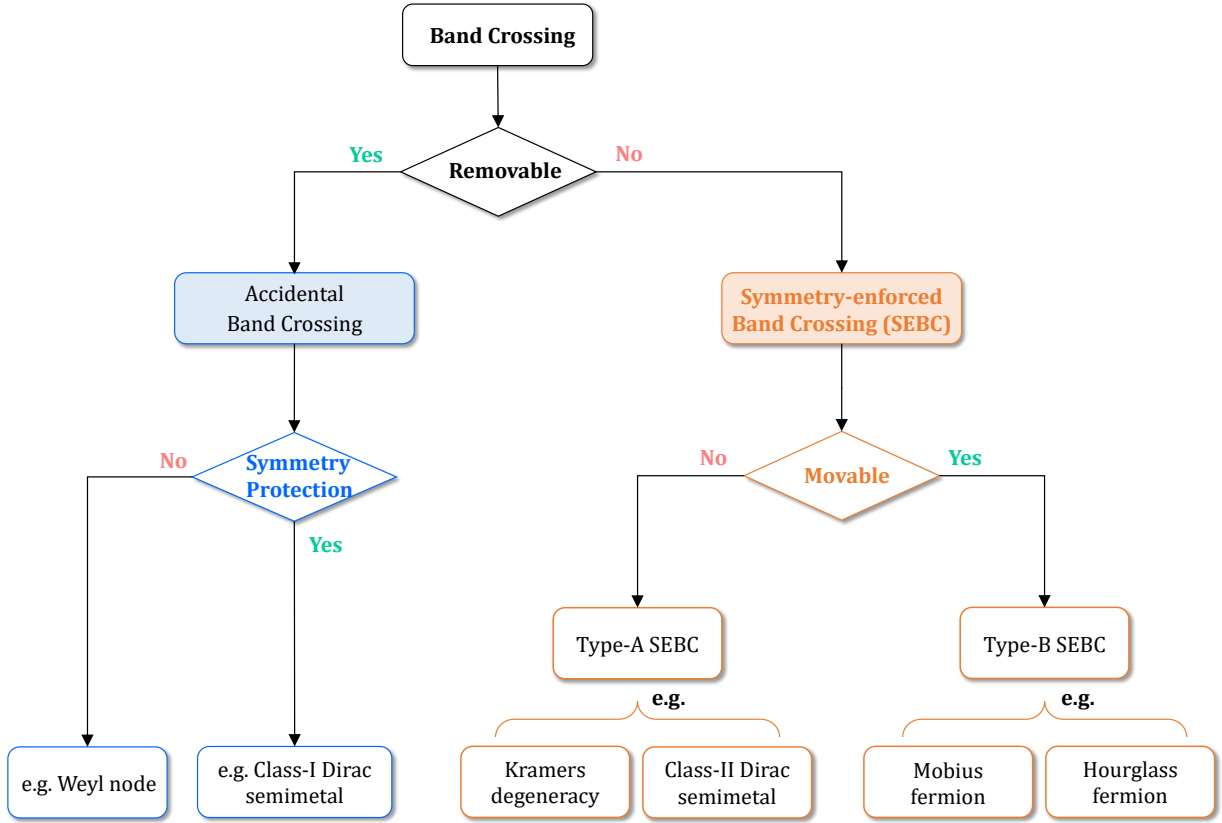 Band Crossing
Yes
Removable
No
Accidental
Band Crossing
Symmetry-enforced
Band Crossing (SEBC)
No
Symmetry
Protection
Yes
No
Movable
Yes
Type-A SEBC
Type-B SEBC
e.g.
e.g.
e.g. Weyl node
e.g. Class-I Dirac
semimetal
Kramers
degeneracy
Class-II Dirac
semimetal
Mobius
fermion
Hourglass
fermion